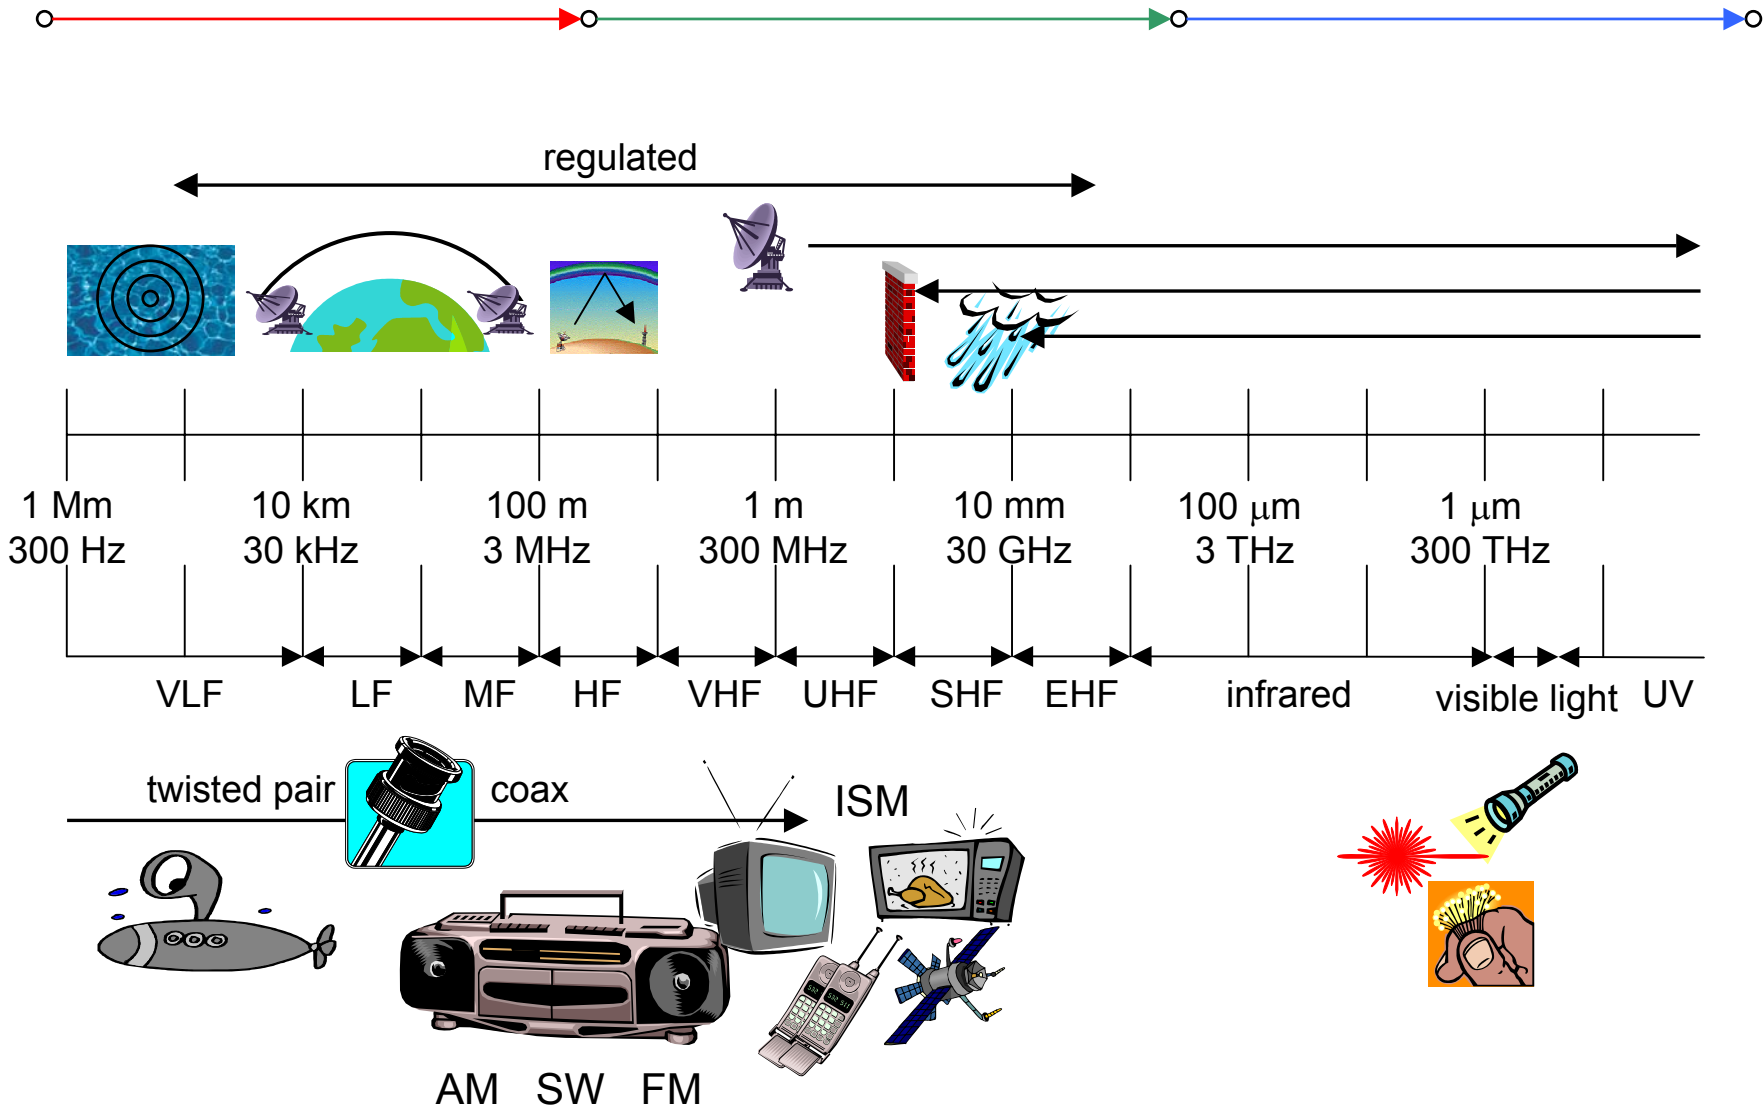 regulated
1 Mm 10 km 100 m 1 m 10 mm 100 μm 1 μm
300 Hz 30 kHz 3 MHz 300 MHz 30 GHz 3 THz 300 THz
VLF LF MF HF VHF UHF SHF EHF infrared visible light UV
twisted pair coax ISM
AM SW FM